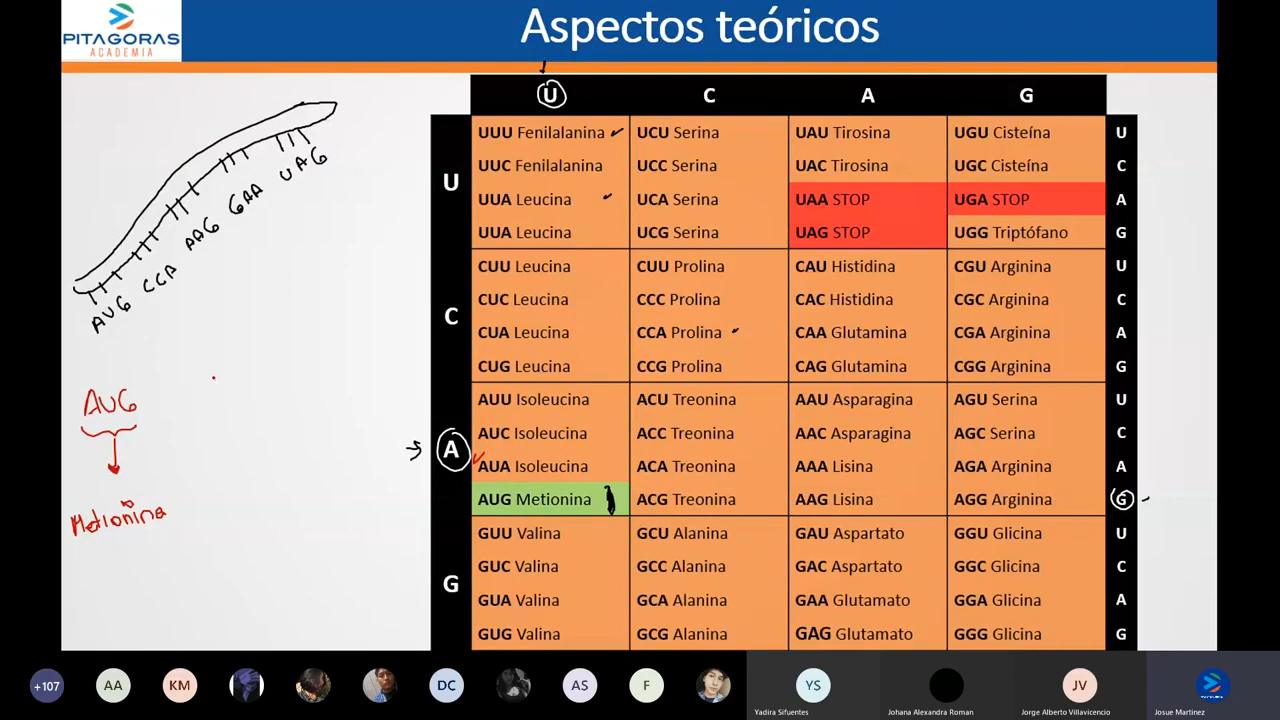 PITAGORAS
ACADEMIA
Aspectos teóricos
U C A G
U
UUU Fenilalanina UCU Serina UAU Tirosina UGU Cisteína U
UUC Fenilalanina UCC Serina UAC Tirosina UGC Cisteína C
UUA Leucina UCA Serina UAA STOP UGA STOP A
UUA Leucina UCG Serina UAG STOP UGG Triptófano G
C
CUU Leucina CUU Prolina CAU Histidina CGU Arginina U
CUC Leucina CCC Prolina CAC Histidina CGC Arginina C
CUA Leucina CCA Prolina CAA Glutamina CGA Arginina A
CUG Leucina CCG Prolina CAG Glutamina CGG Arginina G
A
AUU Isoleucina ACU Treonina AAU Asparagina AGU Serina U
AUC Isoleucina ACC Treonina AAC Asparagina AGC Serina C
AUA Isoleucina ACA Treonina AAA Lisina AGA Arginina A
AUG Metionina ACG Treonina AAG Lisina AGG Arginina G
G
GUU Valina GCU Alanina GAU Aspartato GGU Glicina U
GUC Valina GCC Alanina GAC Aspartato GGC Glicina C
GUA Valina GCA Alanina GAA Glutamato GGA Glicina A
GUG Valina GCG Alanina GAG Glutamato GGG Glicina G
AUG CCA AAG GAA UAG
AUG
Metionina
+107 AA KM DC AS F YS JV
Yadira Sifuentes Johana Alexandra Roman Jorge Alberto Villavicencio Josue Martinez